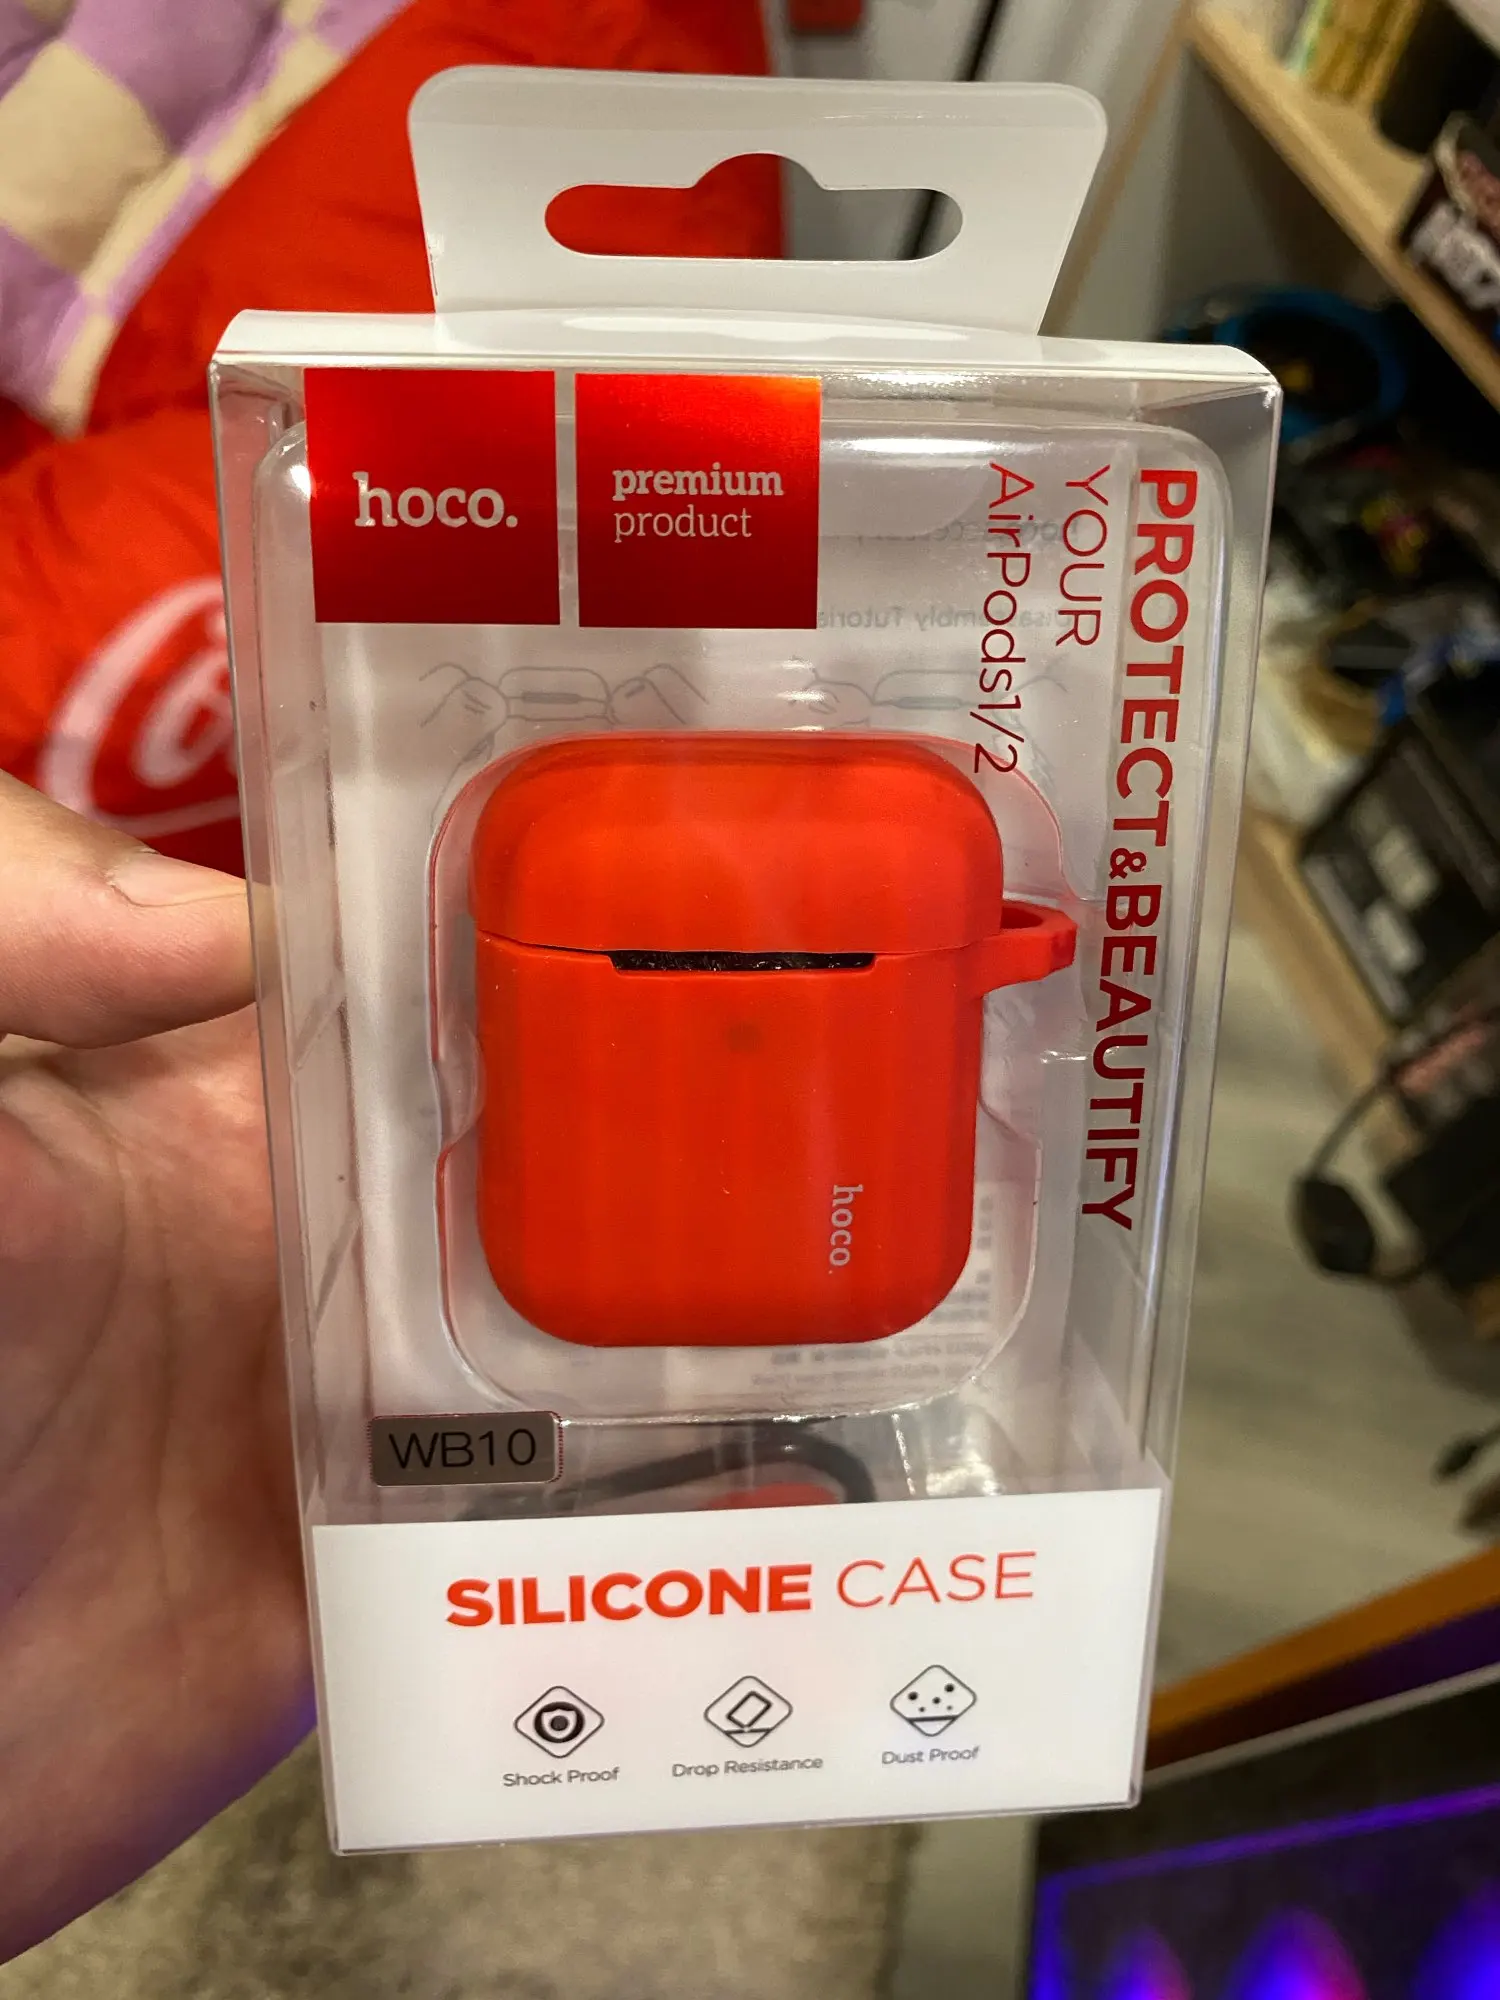 hoco.
premium
product
PROTECT&BEAUTIFY
YOUR
AirPods1/2
hoco.
WB10
SILICONE CASE
Shock Proof
Drop Resistance
Dust Proof